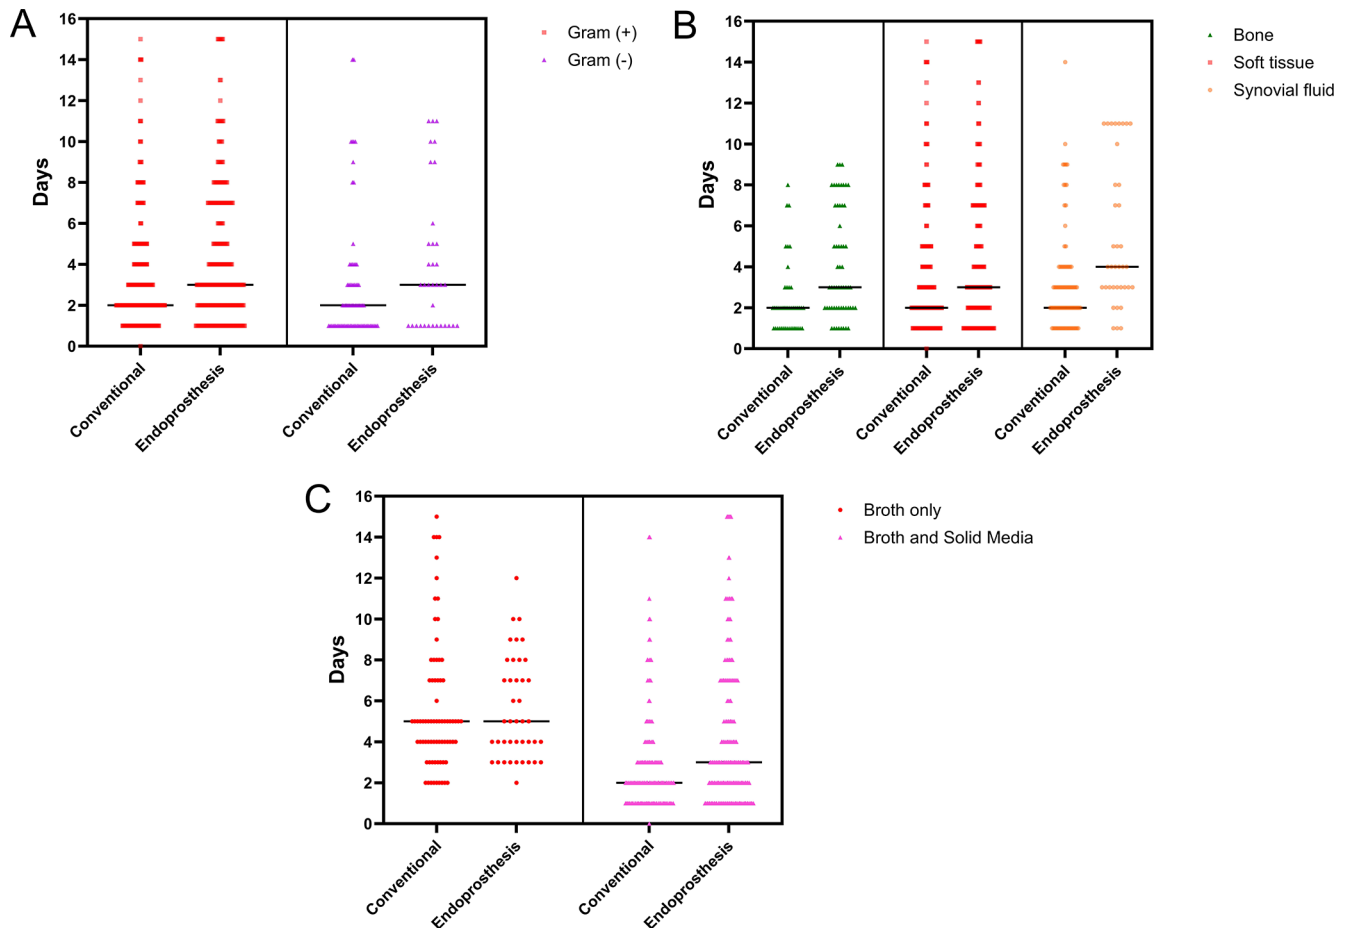 A
Days
16
14
12
10
8
6
4
2
0
Conventional
Endoprosthesis
Conventional
Endoprosthesis
Gram (+)
Gram (-)
B
Days
16
14
12
10
8
6
4
2
0
Conventional
Endoprosthesis
Conventional
Endoprosthesis
Conventional
Endoprosthesis
Bone
Soft tissue
Synovial fluid
C
Days
16
14
12
10
8
6
4
2
0
Conventional
Endoprosthesis
Conventional
Endoprosthesis
Broth only
Broth and Solid Media